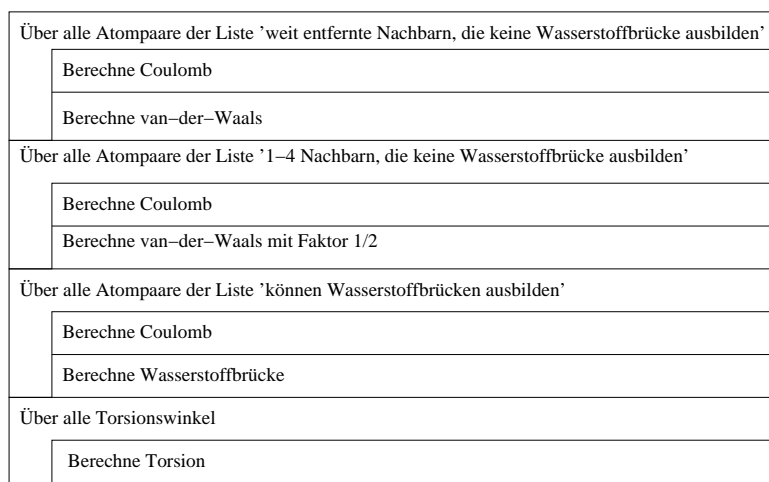 Über alle Atompaare der Liste ’weit entfernte Nachbarn, die keine Wasserstoffbrücke ausbilden’
Berechne Coulomb
Berechne van−der−Waals
Über alle Atompaare der Liste ’1−4 Nachbarn, die keine Wasserstoffbrücke ausbilden’
Berechne Coulomb
Berechne van−der−Waals mit Faktor 1/2
Über alle Atompaare der Liste ’können Wasserstoffbrücken ausbilden’
Berechne Coulomb
Berechne Wasserstoffbrücke
Über alle Torsionswinkel
Berechne Torsion